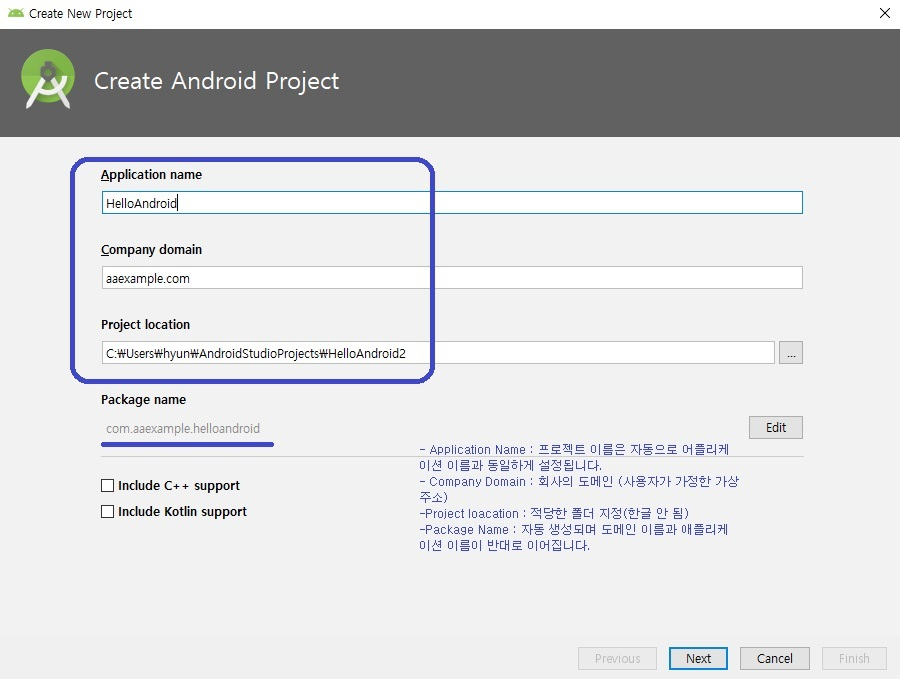 Create New Project
Create Android Project
Application name
HelloAndroid
Company domain
aaexample.com
Project location
C:₩Users₩hyun₩AndroidStudioProjects₩HelloAndroid2
...
Package name
com.aaexample.helloandroid
Edit
Include C++ support
Include Kotlin support
- Application Name : 프로젝트 이름은 자동으로 어플리케
이션 이름과 동일하게 설정됩니다.
- Company Domain : 회사의 도메인 (사용자가 가정한 가상
주소)
-Project loacation : 적당한 폴더 지정(한글 안 됨)
-Package Name : 자동 생성되며 도메인 이름과 애플리케
이션 이름이 반대로 이어집니다.
Previous
Next
Cancel
Finish